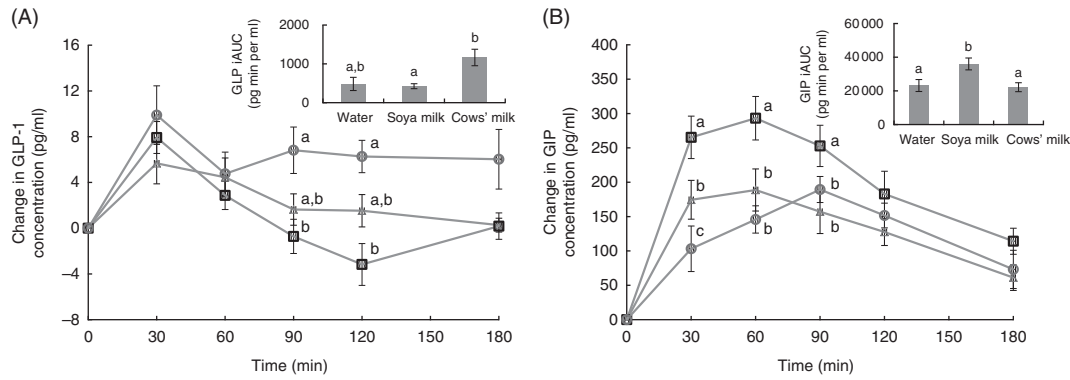 (A)
16
12
8
4
0
–4
–8
Change in GLP-1
concentration (pg/ml)
0 30 60 90 120 180
Time (min)
a
a
a,b
a,b
b
b
GLP iAUC
(pg min per ml)
2000
1000
0
a,b
a
b
Water Soya milk Cows' milk
(B)
400
350
300
250
200
150
100
50
0
Change in GIP
concentration (pg/ml)
0 30 60 90 120 180
Time (min)
a
a
a
b
b
b
c
b
b
GIP iAUC
(pg min per ml)
60 000
40 000
20 000
0
a
b
a
Water Soya milk Cows' milk